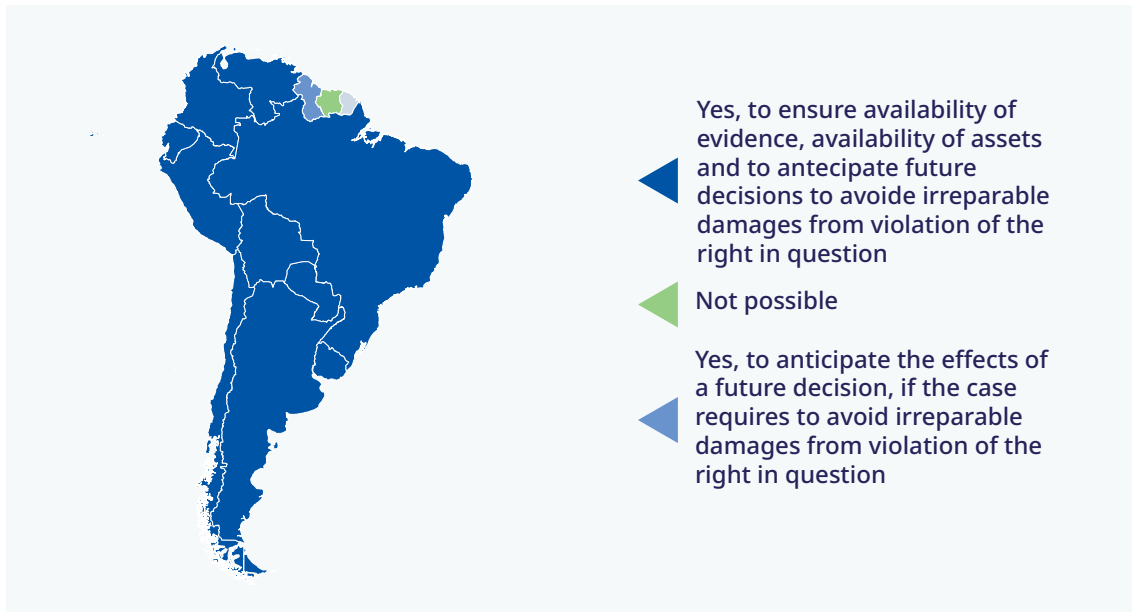 Yes, to ensure availability of
evidence, availability of assets
and to antecipate future
decisions to avoide irreparable
damages from violation of the
right in question
Not possible
Yes, to anticipate the effects of
a future decision, if the case
requires to avoid irreparable
damages from violation of the
right in question